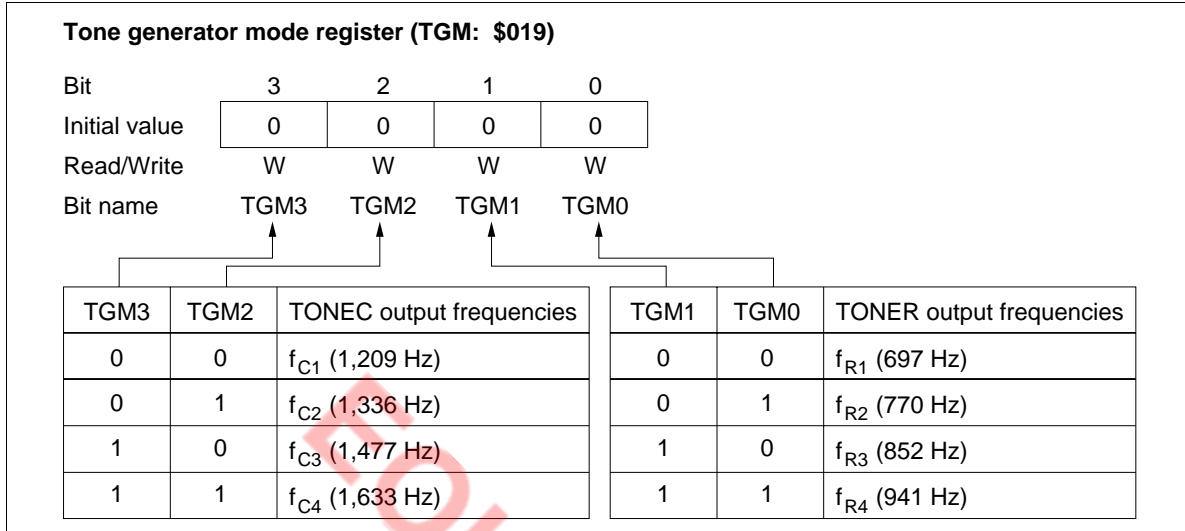 Tone generator mode register (TGM: $019)
Bit 3 2 1 0
Initial value 0 0 0 0
Read/Write W W W W
Bit name TGM3 TGM2 TGM1 TGM0
TGM3 TGM2 TONEC output frequencies TGM1 TGM0 TONER output frequencies
0 0 fC1 (1,209 Hz) 0 0 fR1 (697 Hz)
0 1 fC2 (1,336 Hz) 0 1 fR2 (770 Hz)
1 0 fC3 (1,477 Hz) 1 0 fR3 (852 Hz)
1 1 fC4 (1,633 Hz) 1 1 fR4 (941 Hz)